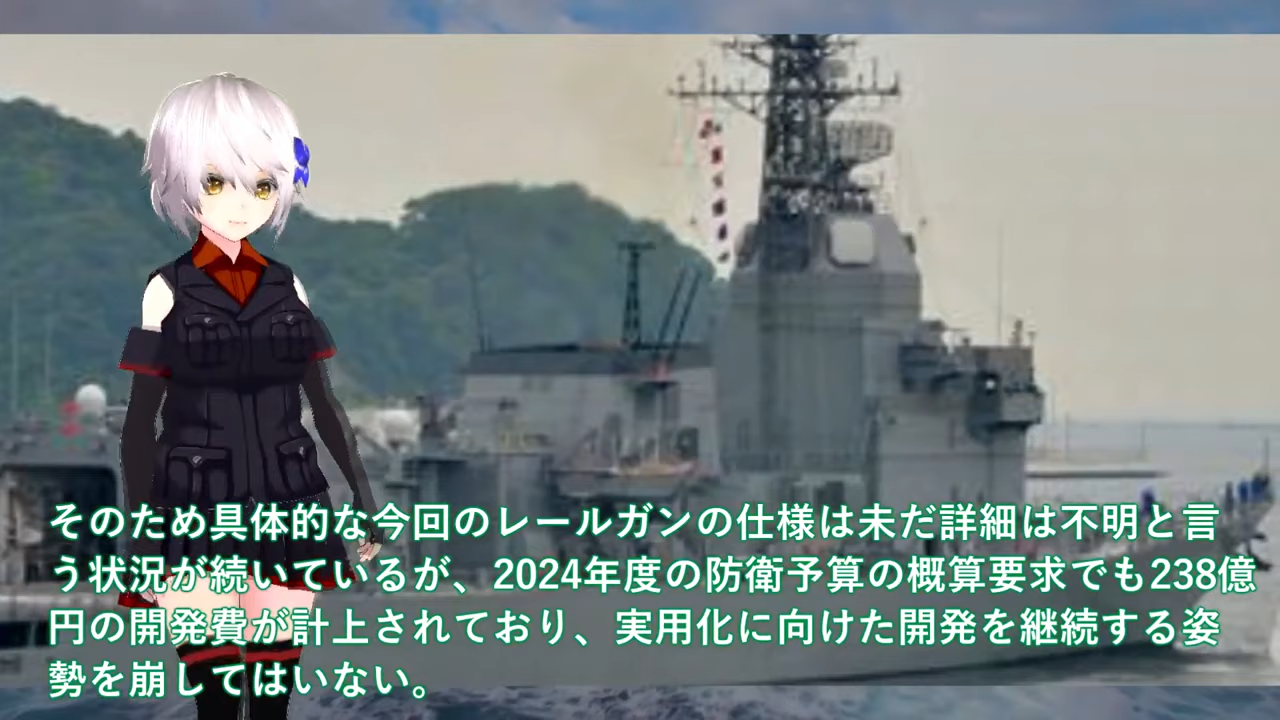 そのため具体的な今回のレールガンの仕様は未だ詳細は不明と言
う状況が続いているが、2024年度の防衛予算の概算要求でも238億
円の開発費が計上されており、実用化に向けた開発を継続する姿
勢を崩してはいない。